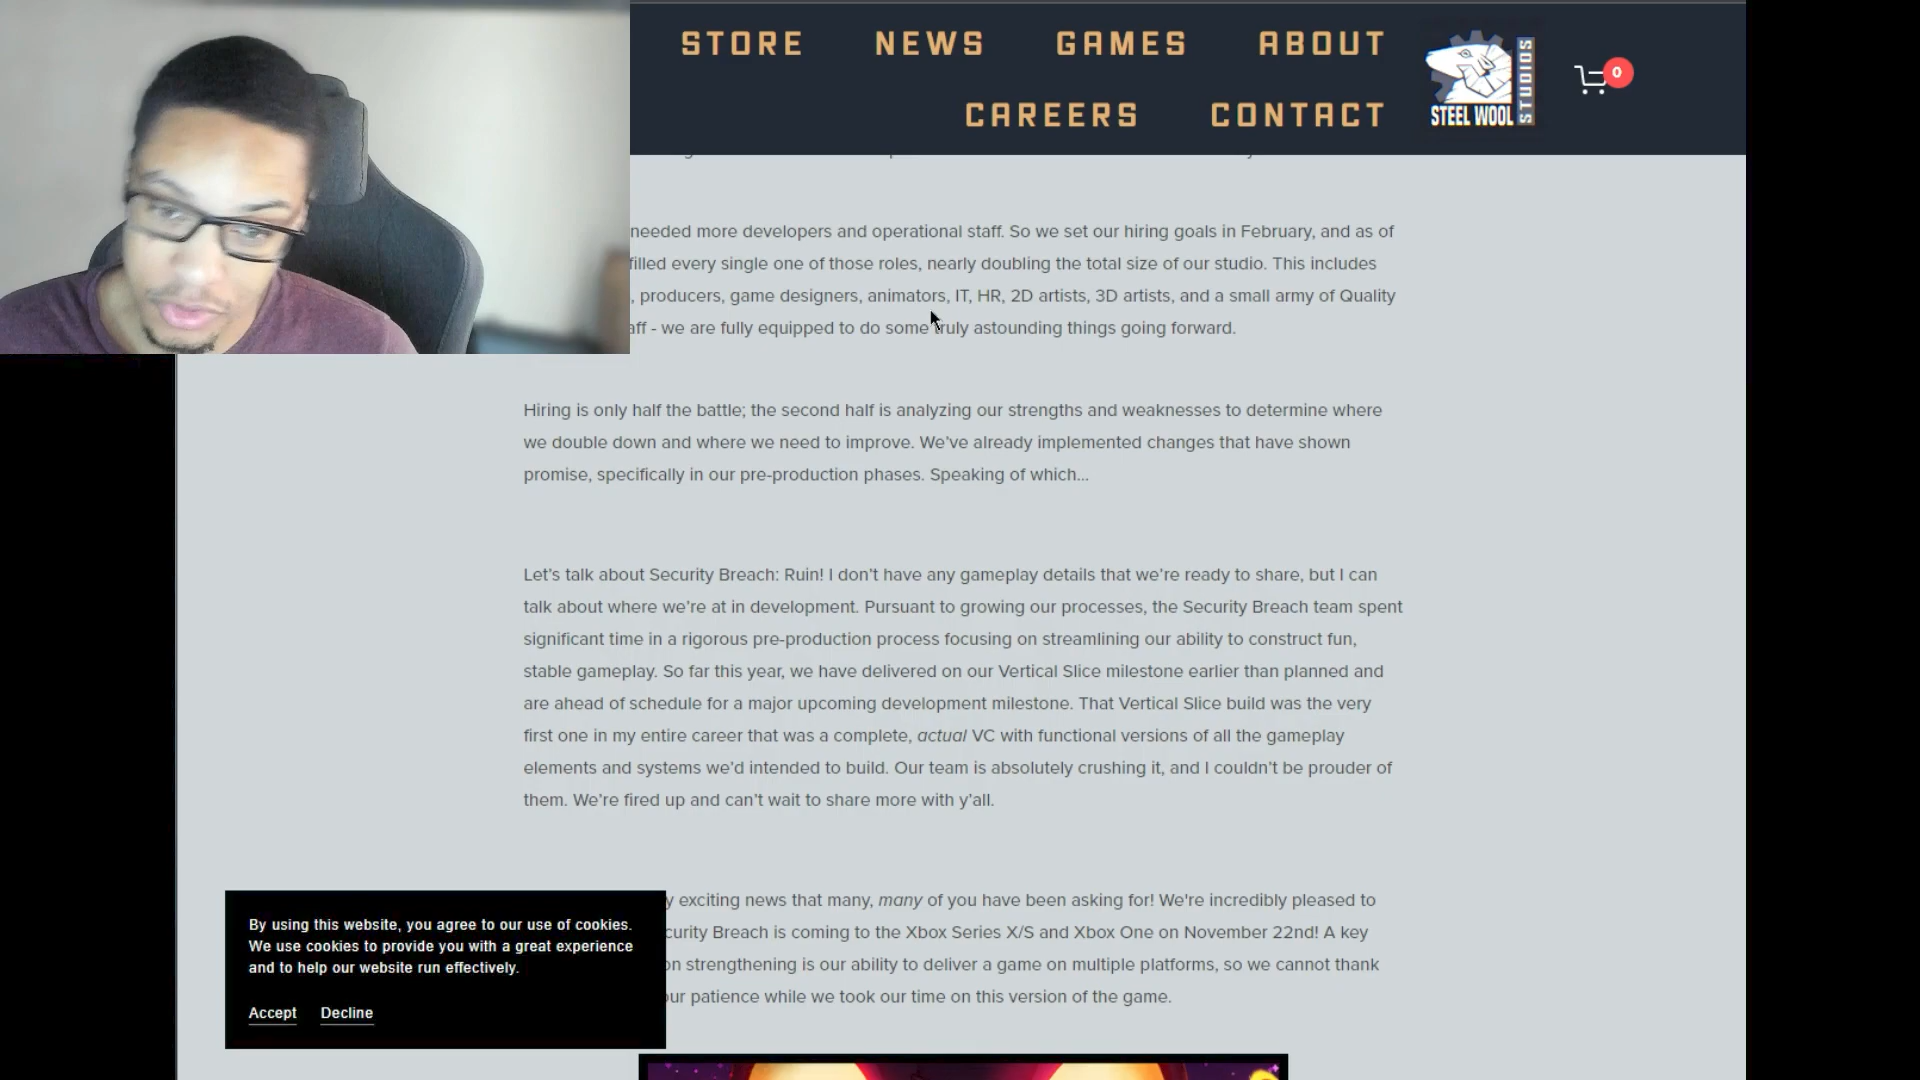 STORE NEWS GAMES ABOUT
CAREERS CONTACT
STEEL WOOL STUDIOS
0
needed more developers and operational staff. So we set our hiring goals in February, and as of
filled every single one of those roles, nearly doubling the total size of our studio. This includes
, producers, game designers, animators, IT, HR, 2D artists, 3D artists, and a small army of Quality
aff - we are fully equipped to do some truly astounding things going forward.
Hiring is only half the battle; the second half is analyzing our strengths and weaknesses to determine where
we double down and where we need to improve. We've already implemented changes that have shown
promise, specifically in our pre-production phases. Speaking of which...
Let's talk about Security Breach: Ruin! I don't have any gameplay details that we're ready to share, but I can
talk about where we're at in development. Pursuant to growing our processes, the Security Breach team spent
significant time in a rigorous pre-production process focusing on streamlining our ability to construct fun,
stable gameplay. So far this year, we have delivered on our Vertical Slice milestone earlier than planned and
are ahead of schedule for a major upcoming development milestone. That Vertical Slice build was the very
first one in my entire career that was a complete, actual VC with functional versions of all the gameplay
elements and systems we'd intended to build. Our team is absolutely crushing it, and I couldn't be prouder of
them. We're fired up and can't wait to share more with y'all.
y exciting news that many, many of you have been asking for! We're incredibly pleased to
curity Breach is coming to the Xbox Series X/S and Xbox One on November 22nd! A key
on strengthening is our ability to deliver a game on multiple platforms, so we cannot thank
our patience while we took our time on this version of the game.
By using this website, you agree to our use of cookies.
We use cookies to provide you with a great experience
and to help our website run effectively.
Accept Decline